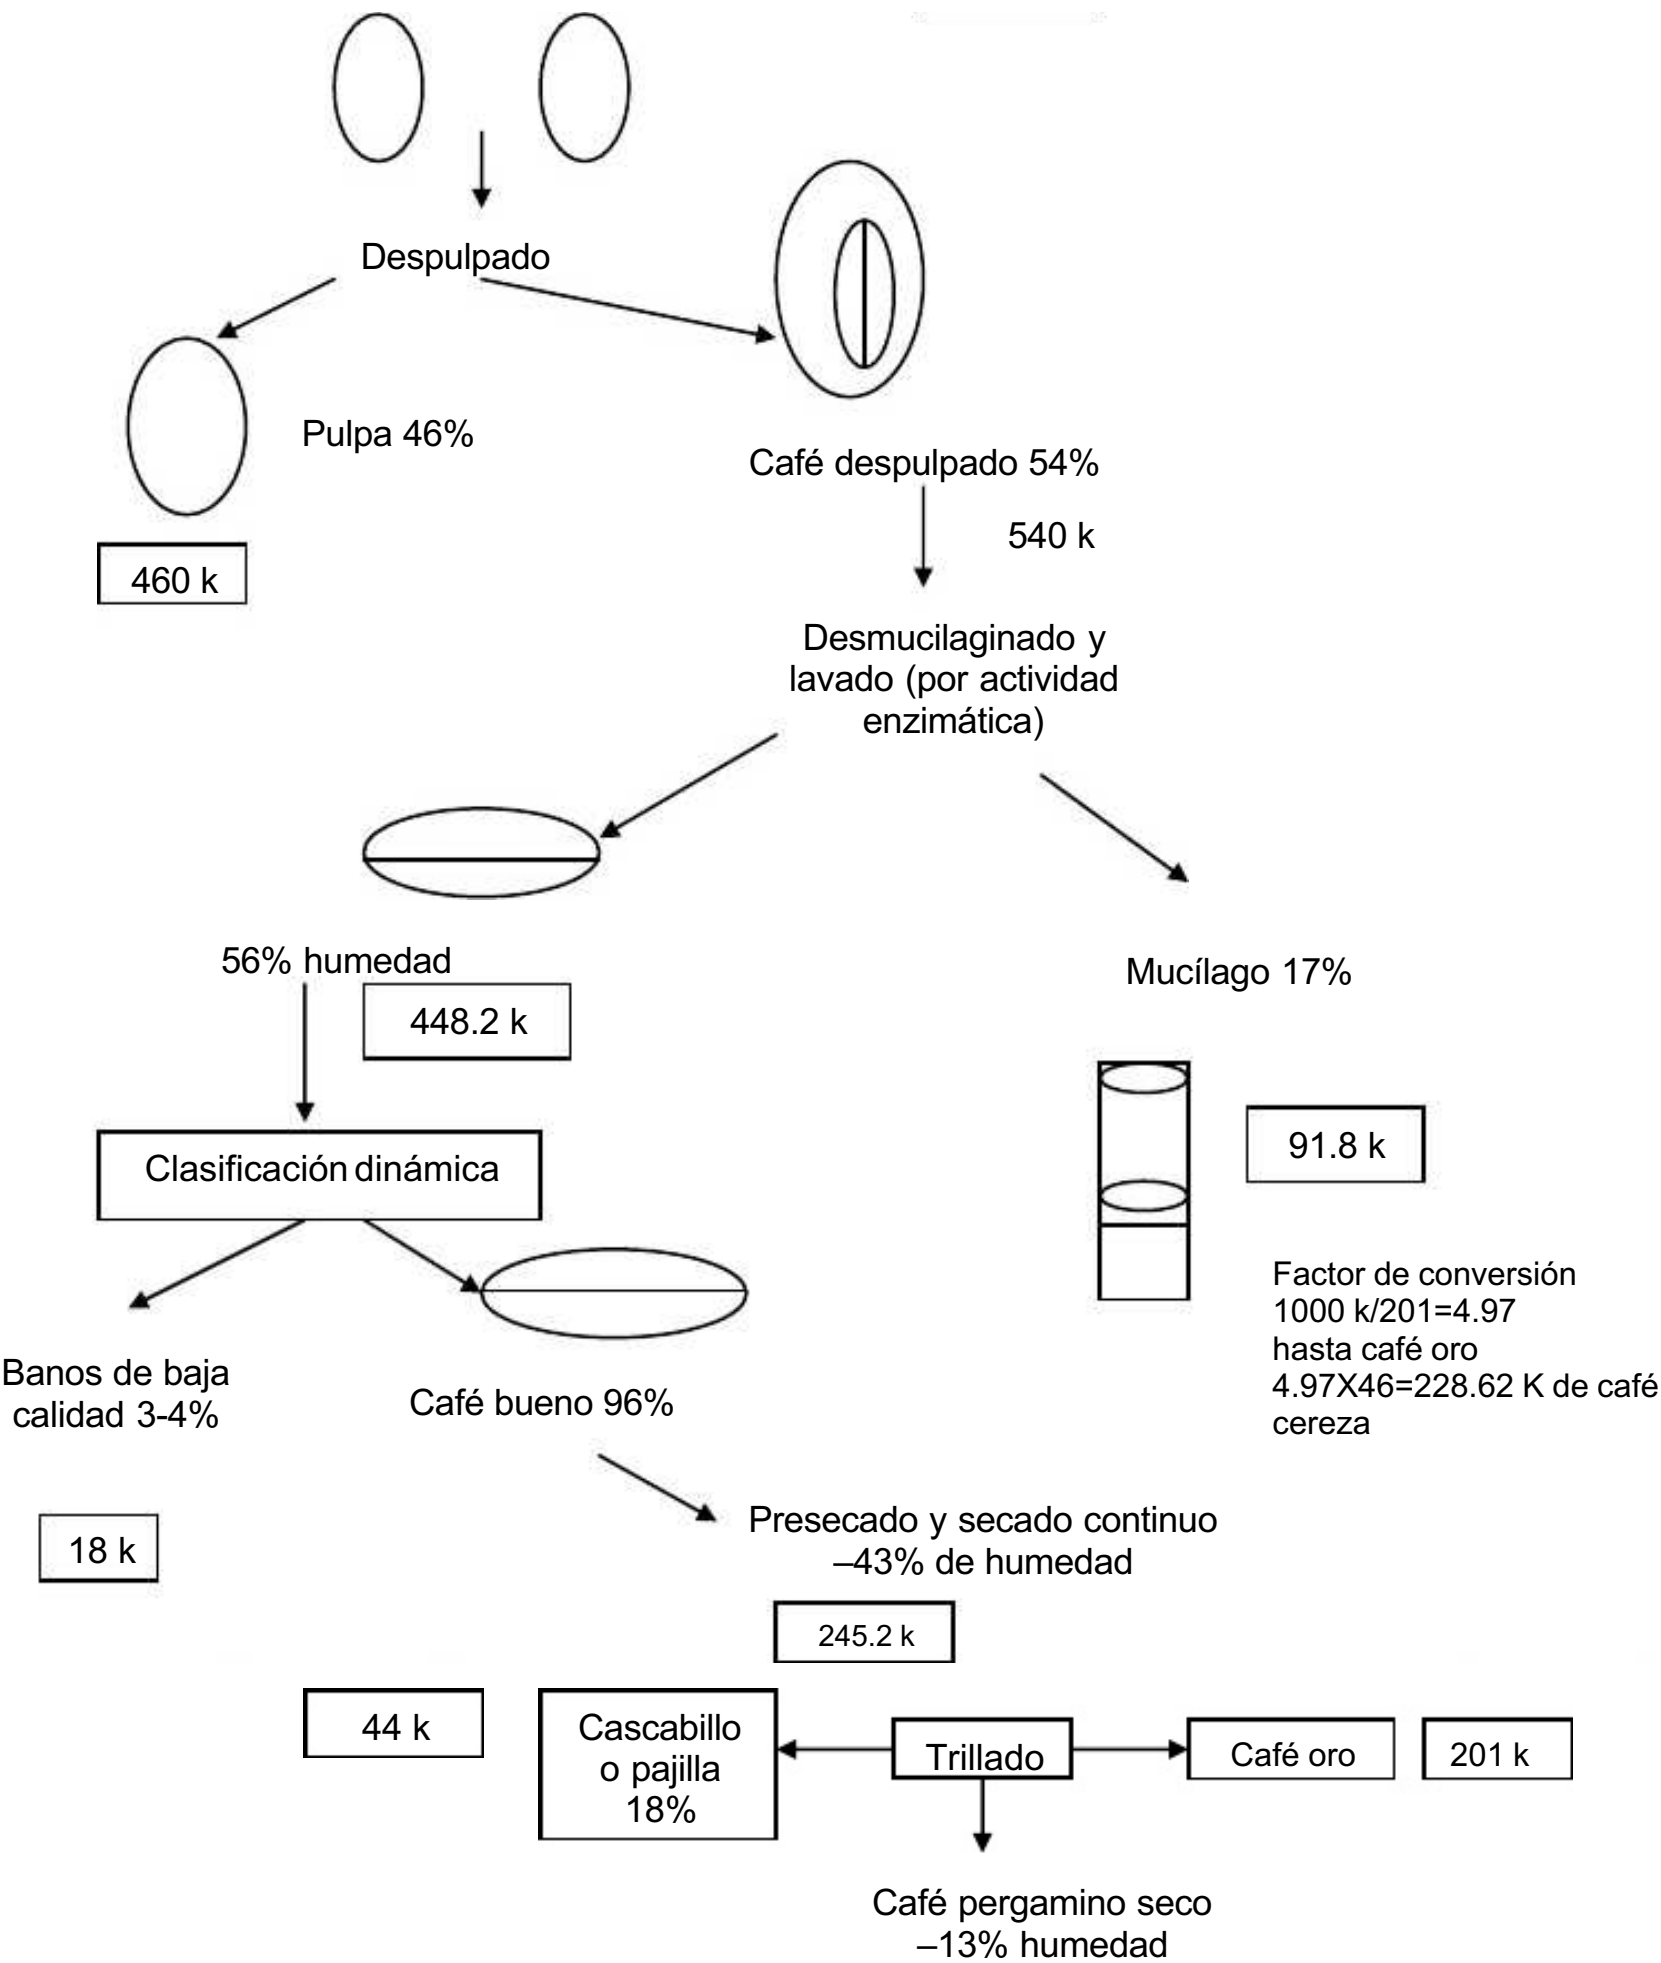 Despulpado
Pulpa 46%
Café despulpado 54%
460 k
540 k
Desmucilaginado y
lavado (por actividad
enzimática)
56% humedad
448.2 k
Mucílago 17%
91.8 k
Clasificación dinámica
Factor de conversión
1000 k/201=4.97
hasta café oro
4.97X46=228.62 K de café
cereza
Banos de baja
calidad 3-4%
Café bueno 96%
18 k
Presecado y secado continuo
–43% de humedad
245.2 k
44 k
Cascabillo
o pajilla
18%
Trillado
Café oro
201 k
Café pergamino seco
–13% humedad